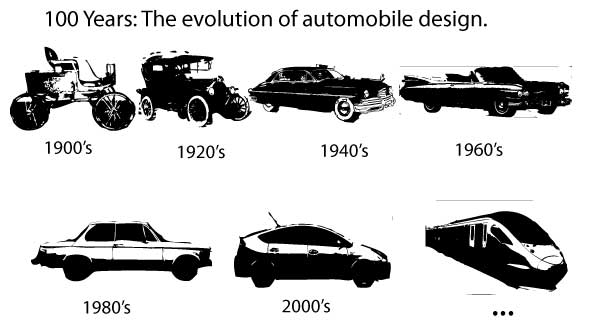 100 Years: The evolution of automobile design.
1900's
1920's
1940's
1960's
1980's
2000's
...